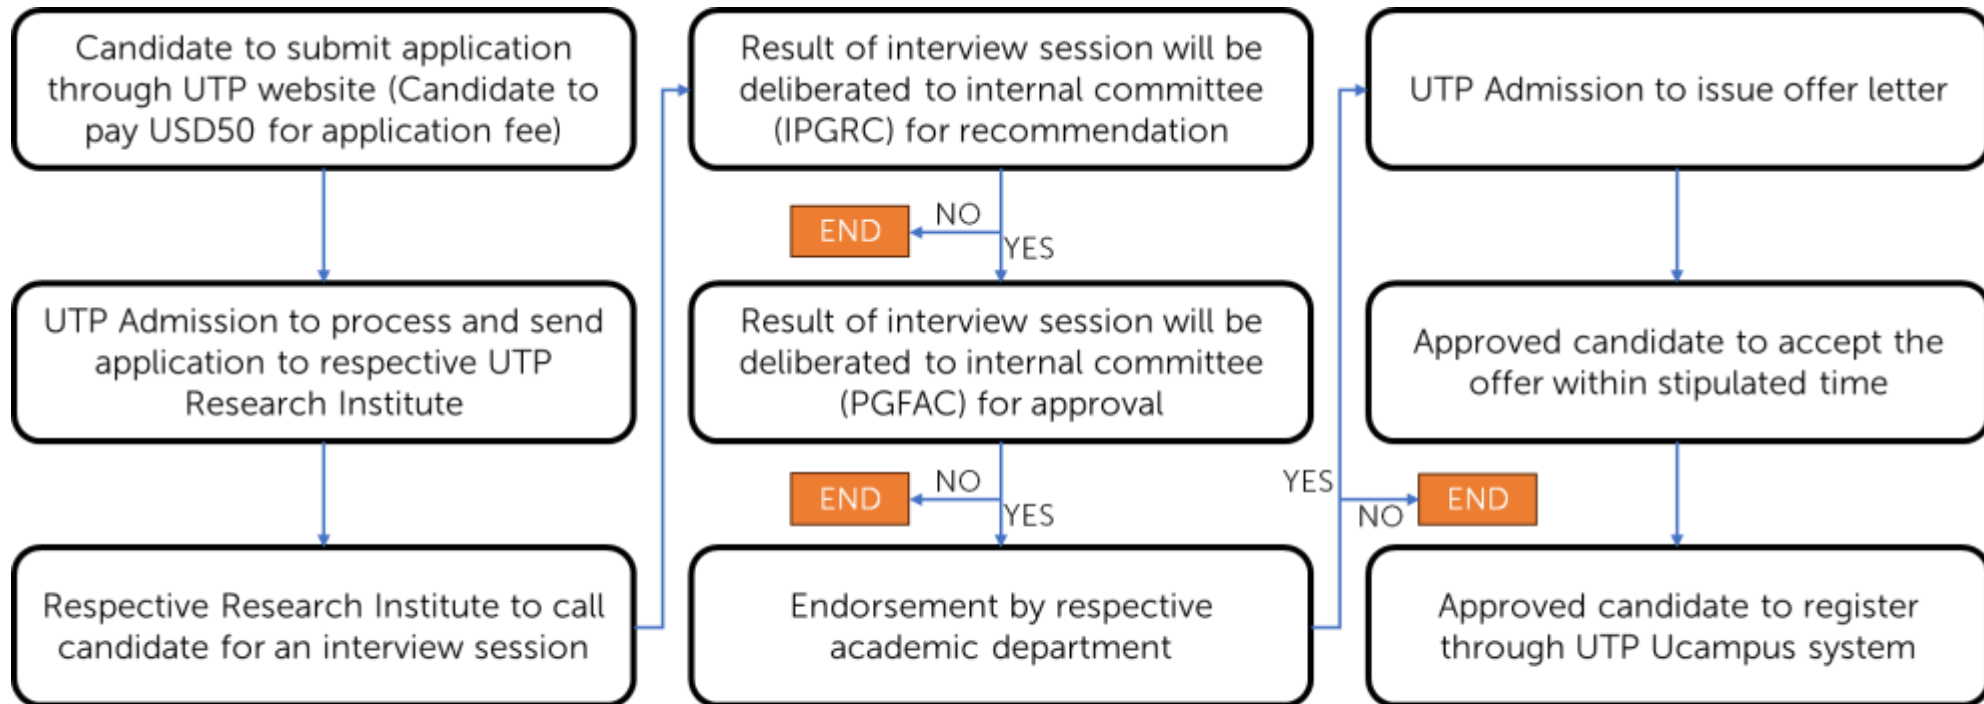 Candidate to submit application
through UTP website (Candidate to
pay USD50 for application fee)
UTP Admission to process and send
application to respective UTP
Research Institute
Respective Research Institute to call
candidate for an interview session
Result of interview session will be
deliberated to internal committee
(IPGRC) for recommendation
NO
END
YES
Result of interview session will be
deliberated to internal committee
(PGFAC) for approval
NO
END
YES
Endorsement by respective
academic department
YES
NO
END
UTP Admission to issue offer letter
Approved candidate to accept the
offer within stipulated time
Approved candidate to register
through UTP Ucampus system